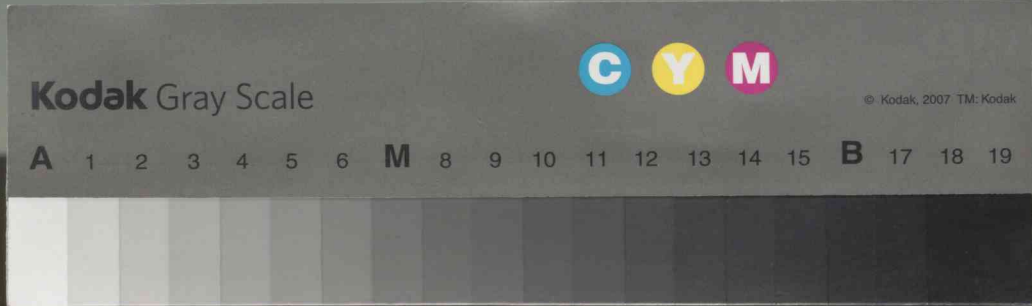 C Y M
Kodak Gray Scale
© Kodak, 2007 TM: Kodak
A 1 2 3 4 5 6 M 8 9 10 11 12 13 14 15 B 17 18 19